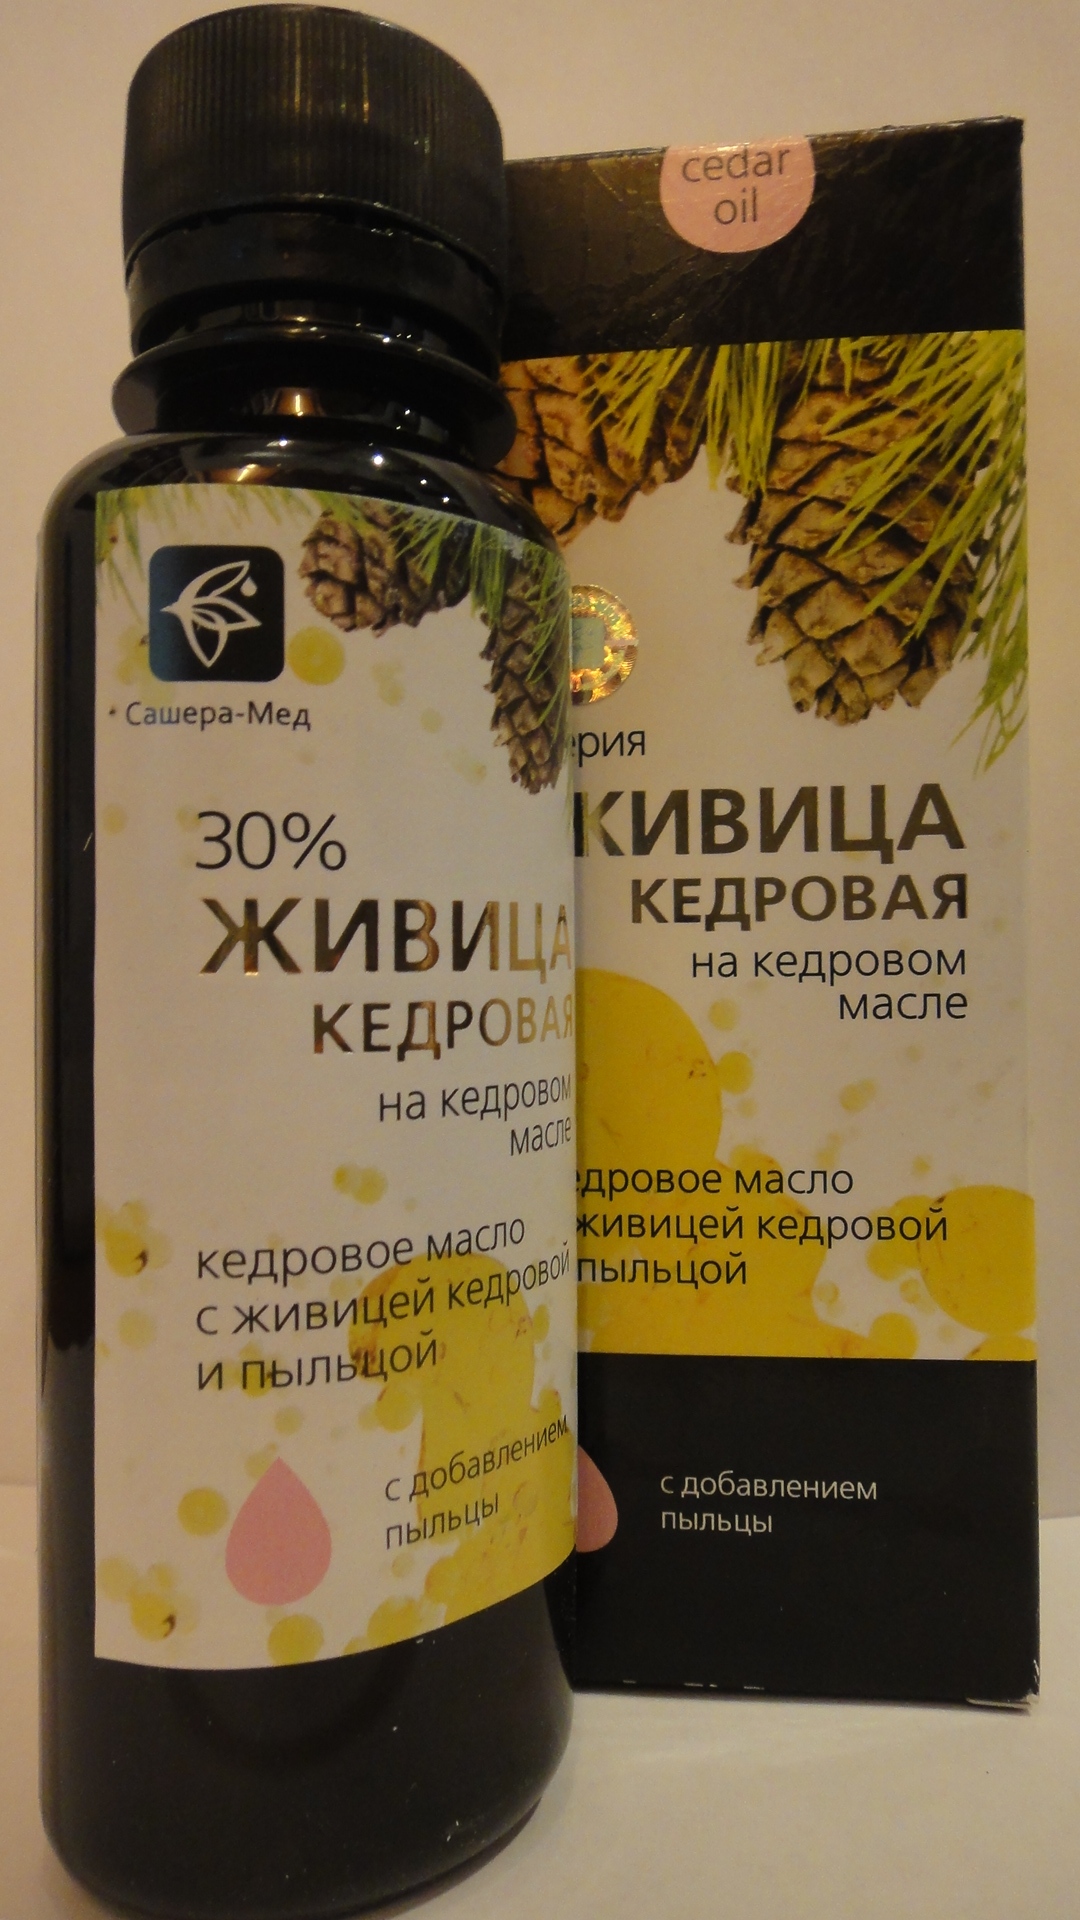 Сашера-Мед
30%
ЖИВИЦА
КЕДРОВАЯ
на кедровом
масле
кедровое масло
с живицей кедровой
и пыльцой
с добавлением
пыльцы
cedar
oil
ерия
ЖИВИЦА
КЕДРОВАЯ
на кедровом
масле
едровое масло
живицей кедровой
пыльцой
с добавлением
пыльцы